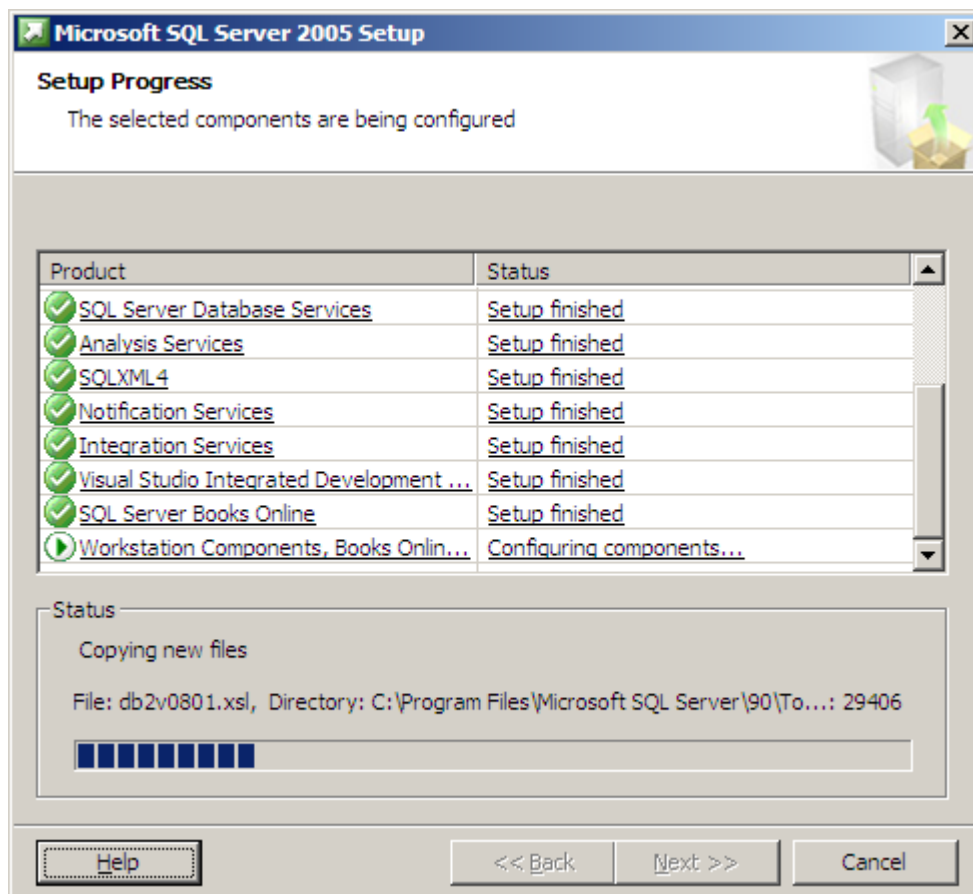 Microsoft SQL Server 2005 Setup
Setup Progress
The selected components are being configured
Product Status
SQL Server Database Services Setup finished
Analysis Services Setup finished
SQLXML4 Setup finished
Notification Services Setup finished
Integration Services Setup finished
Visual Studio Integrated Development ... Setup finished
SQL Server Books Online Setup finished
Workstation Components, Books Onlin... Configuring components...
Status
Copying new files
File: db2v0801.xsl, Directory: C:\Program Files\Microsoft SQL Server\90\To...: 29406
Help << Back Next >> Cancel